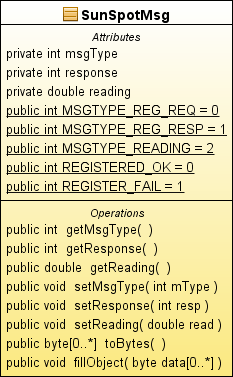 SunSpotMsg
Attributes
private int msgType
private int response
private double reading
public int MSGTYPE_REG_REQ = 0
public int MSGTYPE_REG_RESP = 1
public int MSGTYPE_READING = 2
public int REGISTERED_OK = 0
public int REGISTER_FAIL = 1
Operations
public int getMsgType( )
public int getResponse( )
public double getReading( )
public void setMsgType( int mType )
public void setResponse( int resp )
public void setReading( double read )
public byte[0..*] toBytes( )
public void fillObject( byte data[0..*] )